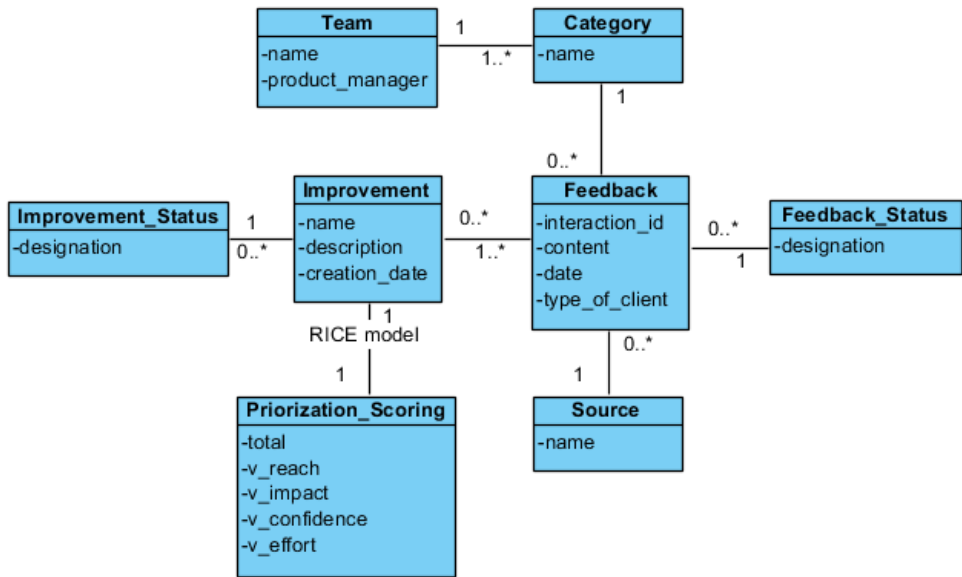 Team
-name
-product_manager
1
1..*
Category
-name
1
0..*
Improvement_Status
-designation
1
0..*
Improvement
-name
-description
-creation_date
0..*
1..*
Feedback
-interaction_id
-content
-date
-type_of_client
0..*
1
Feedback_Status
-designation
1
RICE model
1
0..*
1
Priorization_Scoring
-total
-v_reach
-v_impact
-v_confidence
-v_effort
Source
-name